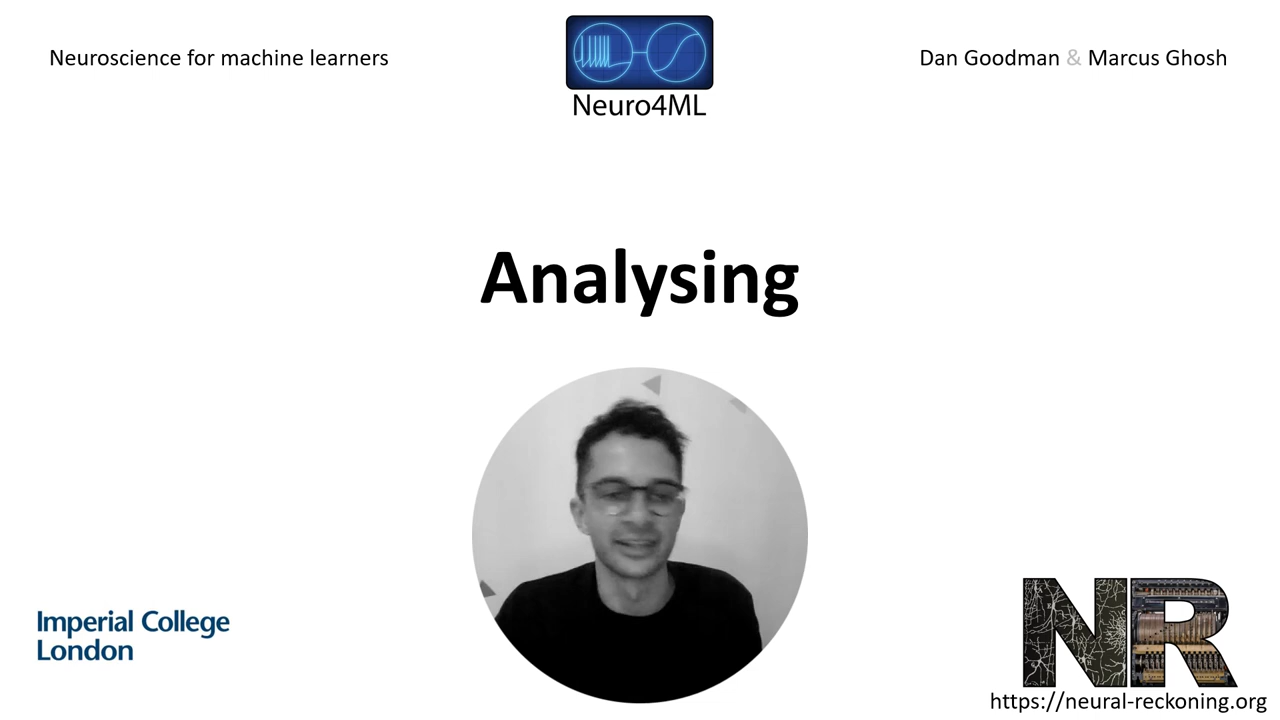 Neuroscience for machine learners
Neuro4ML
Dan Goodman & Marcus Ghosh
Analysing
Imperial College
London
NR
https://neural-reckoning.org